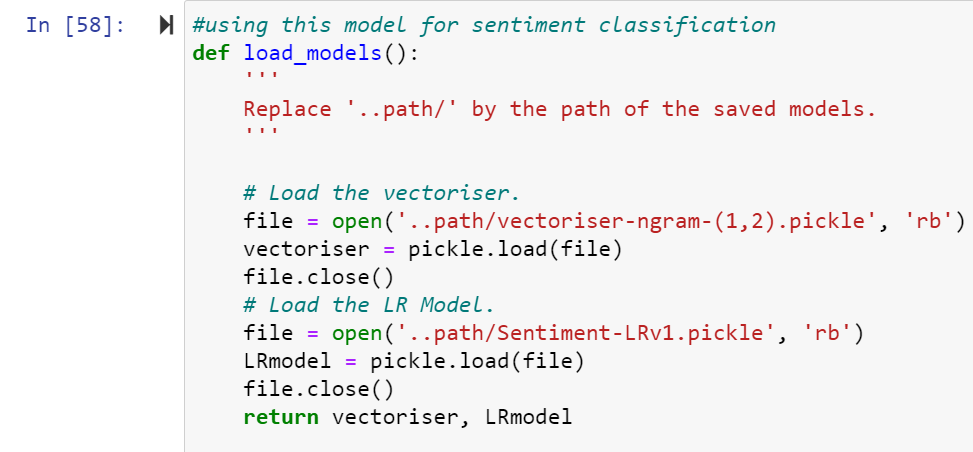 In [58]:
#using this model for sentiment classification
def load_models():
    '''
    Replace '..path/' by the path of the saved models.
    '''
    # Load the vectoriser.
    file = open('..path/vectoriser-ngram-(1,2).pickle', 'rb')
    vectoriser = pickle.load(file)
    file.close()
    # Load the LR Model.
    file = open('..path/Sentiment-LRv1.pickle', 'rb')
    LRmodel = pickle.load(file)
    file.close()
    return vectoriser, LRmodel